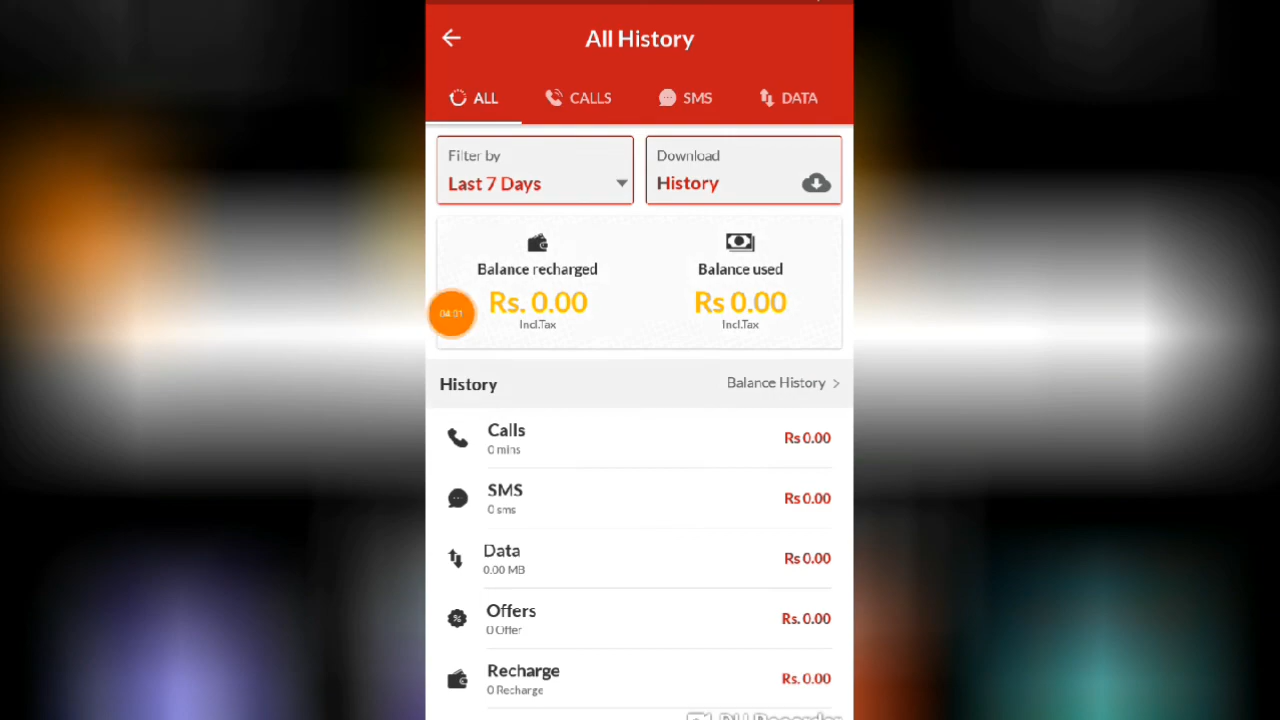 All History
ALL
CALLS
SMS
DATA
Filter by
Last 7 Days
Download
History
Balance recharged
Rs. 0.00
Incl.Tax
Balance used
Rs 0.00
Incl.Tax
04:01
History
Balance History
Calls
0 mins
Rs 0.00
SMS
0 sms
Rs 0.00
Data
0.00 MB
Rs 0.00
Offers
0 Offer
Rs. 0.00
Recharge
0 Recharge
Rs. 0.00